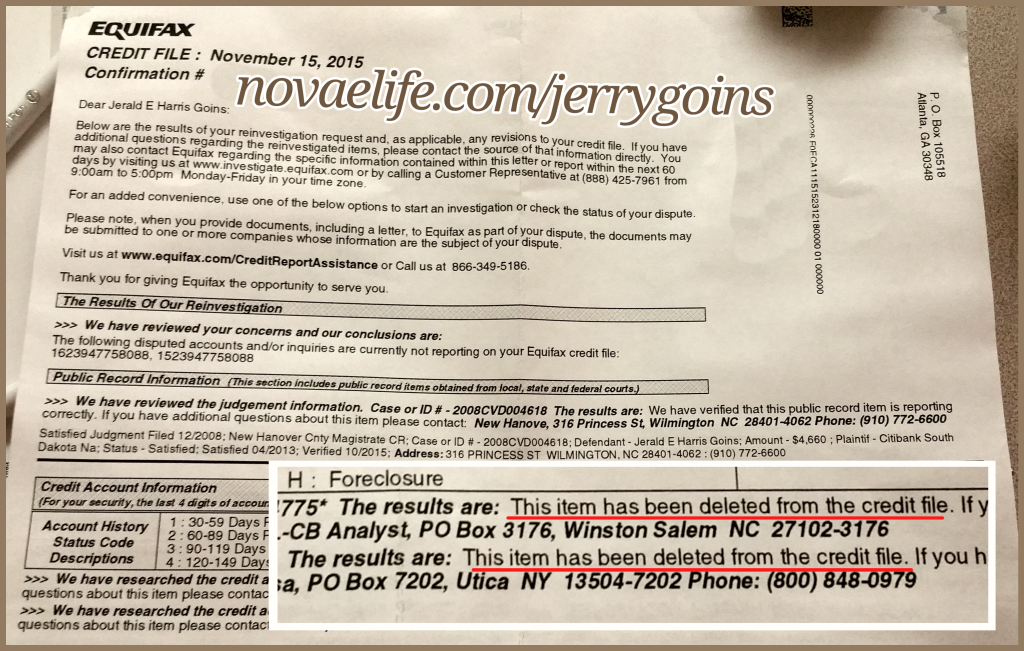 EQUIFAX
CREDIT FILE : November 15, 2015
Confirmation #
novaelife.com/jerrygoins
P. O. Box 105518
Atlanta, GA 30348
Dear Jerald E Harris Goins:
Below are the results of your reinvestigation request and, as applicable, any revisions to your credit file. If you have
additional questions regarding the reinvestigated items, please contact the source of that information directly. You
may also contact Equifax regarding the specific information contained within this letter or report within the next 60
days by visiting us at www.investigate.equifax.com or by calling a Customer Representative at (888) 425-7961 from
9:00am to 5:00pm Monday-Friday in your time zone.
For an added convenience, use one of the below options to start an investigation or check the status of your dispute.
Please note, when you provide documents, including a letter, to Equifax as part of your dispute, the documents may
be submitted to one or more companies whose information are the subject of your dispute.
Visit us at www.equifax.com/CreditReportAssistance or Call us at 866-349-5186.
Thank you for giving Equifax the opportunity to serve you.
The Results Of Our Reinvestigation
>>> We have reviewed your concerns and our conclusions are:
The following disputed accounts and/or inquiries are currently not reporting on your Equifax credit file:
1623947758088, 1523947758088
Public Record Information (This section includes public record items obtained from local, state and federal courts.)
>>> We have reviewed the judgement information. Case or ID # - 2008CVD004618 The results are: We have verified that this public record item is reporting
correctly. If you have additional questions about this item please contact: New Hanove, 316 Princess St, Wilmington NC 28401-4062 Phone: (910) 772-6600
Satisfied Judgment Filed 12/2008; New Hanover Cnty Magistrate CR; Case or ID # - 2008CVD004618; Defendant - Jerald E Harris Goins; Amount - $4,660 ; Plaintif - Citibank South
Dakota Na; Status - Satisfied; Satisfied 04/2013; Verified 10/2015; Address: 316 PRINCESS ST WILMINGTON, NC 28401-4062 : (910) 772-6600
Credit Account Information
(For your security, the last 4 digits of accoun
Account History
Status Code
Descriptions
1 : 30-59 Days
2 : 60-89 Days
3 : 90-119 Days
4 : 120-149 Days
>>> We have researched the credit a
questions about this item please contac
>>> We have researched the credit a
questions about this item please contact
H : Foreclosure
775* The results are: This item has been deleted from the credit file. If y
-CB Analyst, PO Box 3176, Winston Salem NC 27102-3176
The results are: This item has been deleted from the credit file. If you h
a, PO Box 7202, Utica NY 13504-7202 Phone: (800) 848-0979